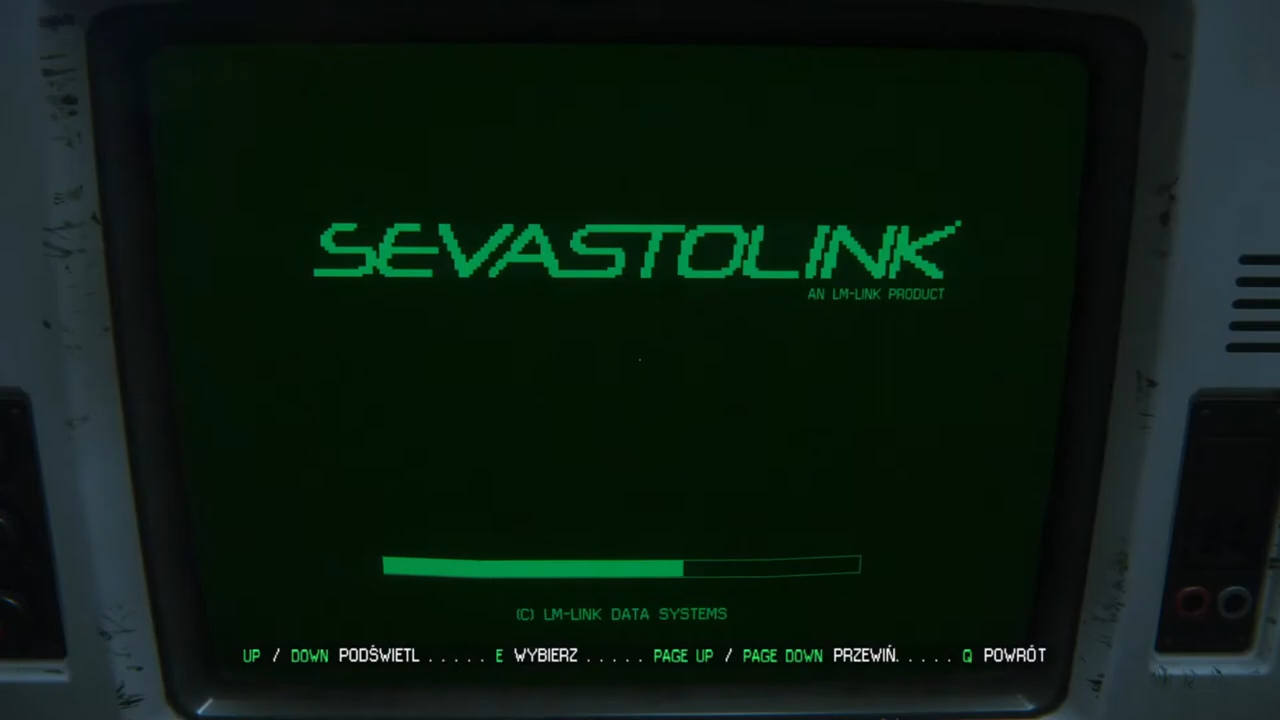 SEVASTOLINK
AN LM-LINK PRODUCT
(C) LM-LINK DATA SYSTEMS
UP / DOWN PODŚWIETL ..... E WYBIERZ ..... PAGE UP / PAGE DOWN PRZEWIŃ..... Q POWRÓT